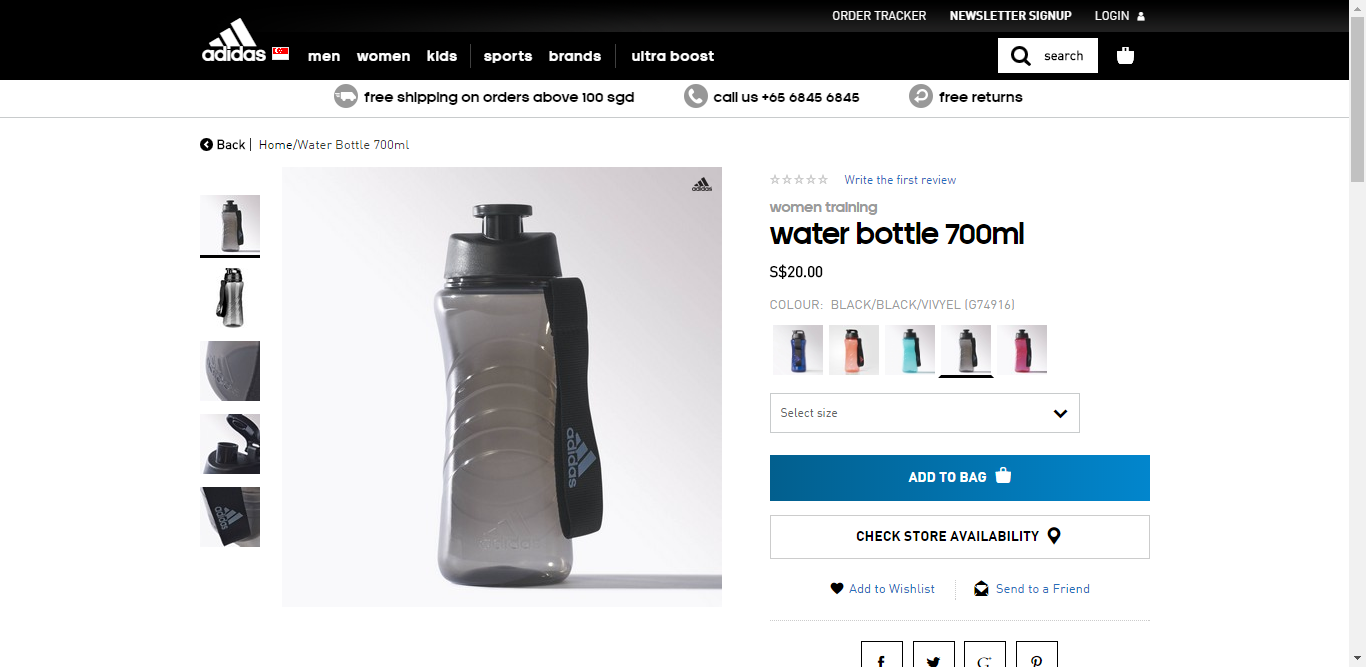 ORDER TRACKER NEWSLETTER SIGNUP LOGIN
adidas men women kids sports brands ultra boost search
free shipping on orders above 100 sgd call us +65 6845 6845 free returns
Back | Home/Water Bottle 700ml
adidas
Write the first review
women training
water bottle 700ml
S$20.00
COLOUR: BLACK/BLACK/VIVYEL (G74916)
Select size
adidas
ADD TO BAG
CHECK STORE AVAILABILITY
adidas
Add to Wishlist
Send to a Friend